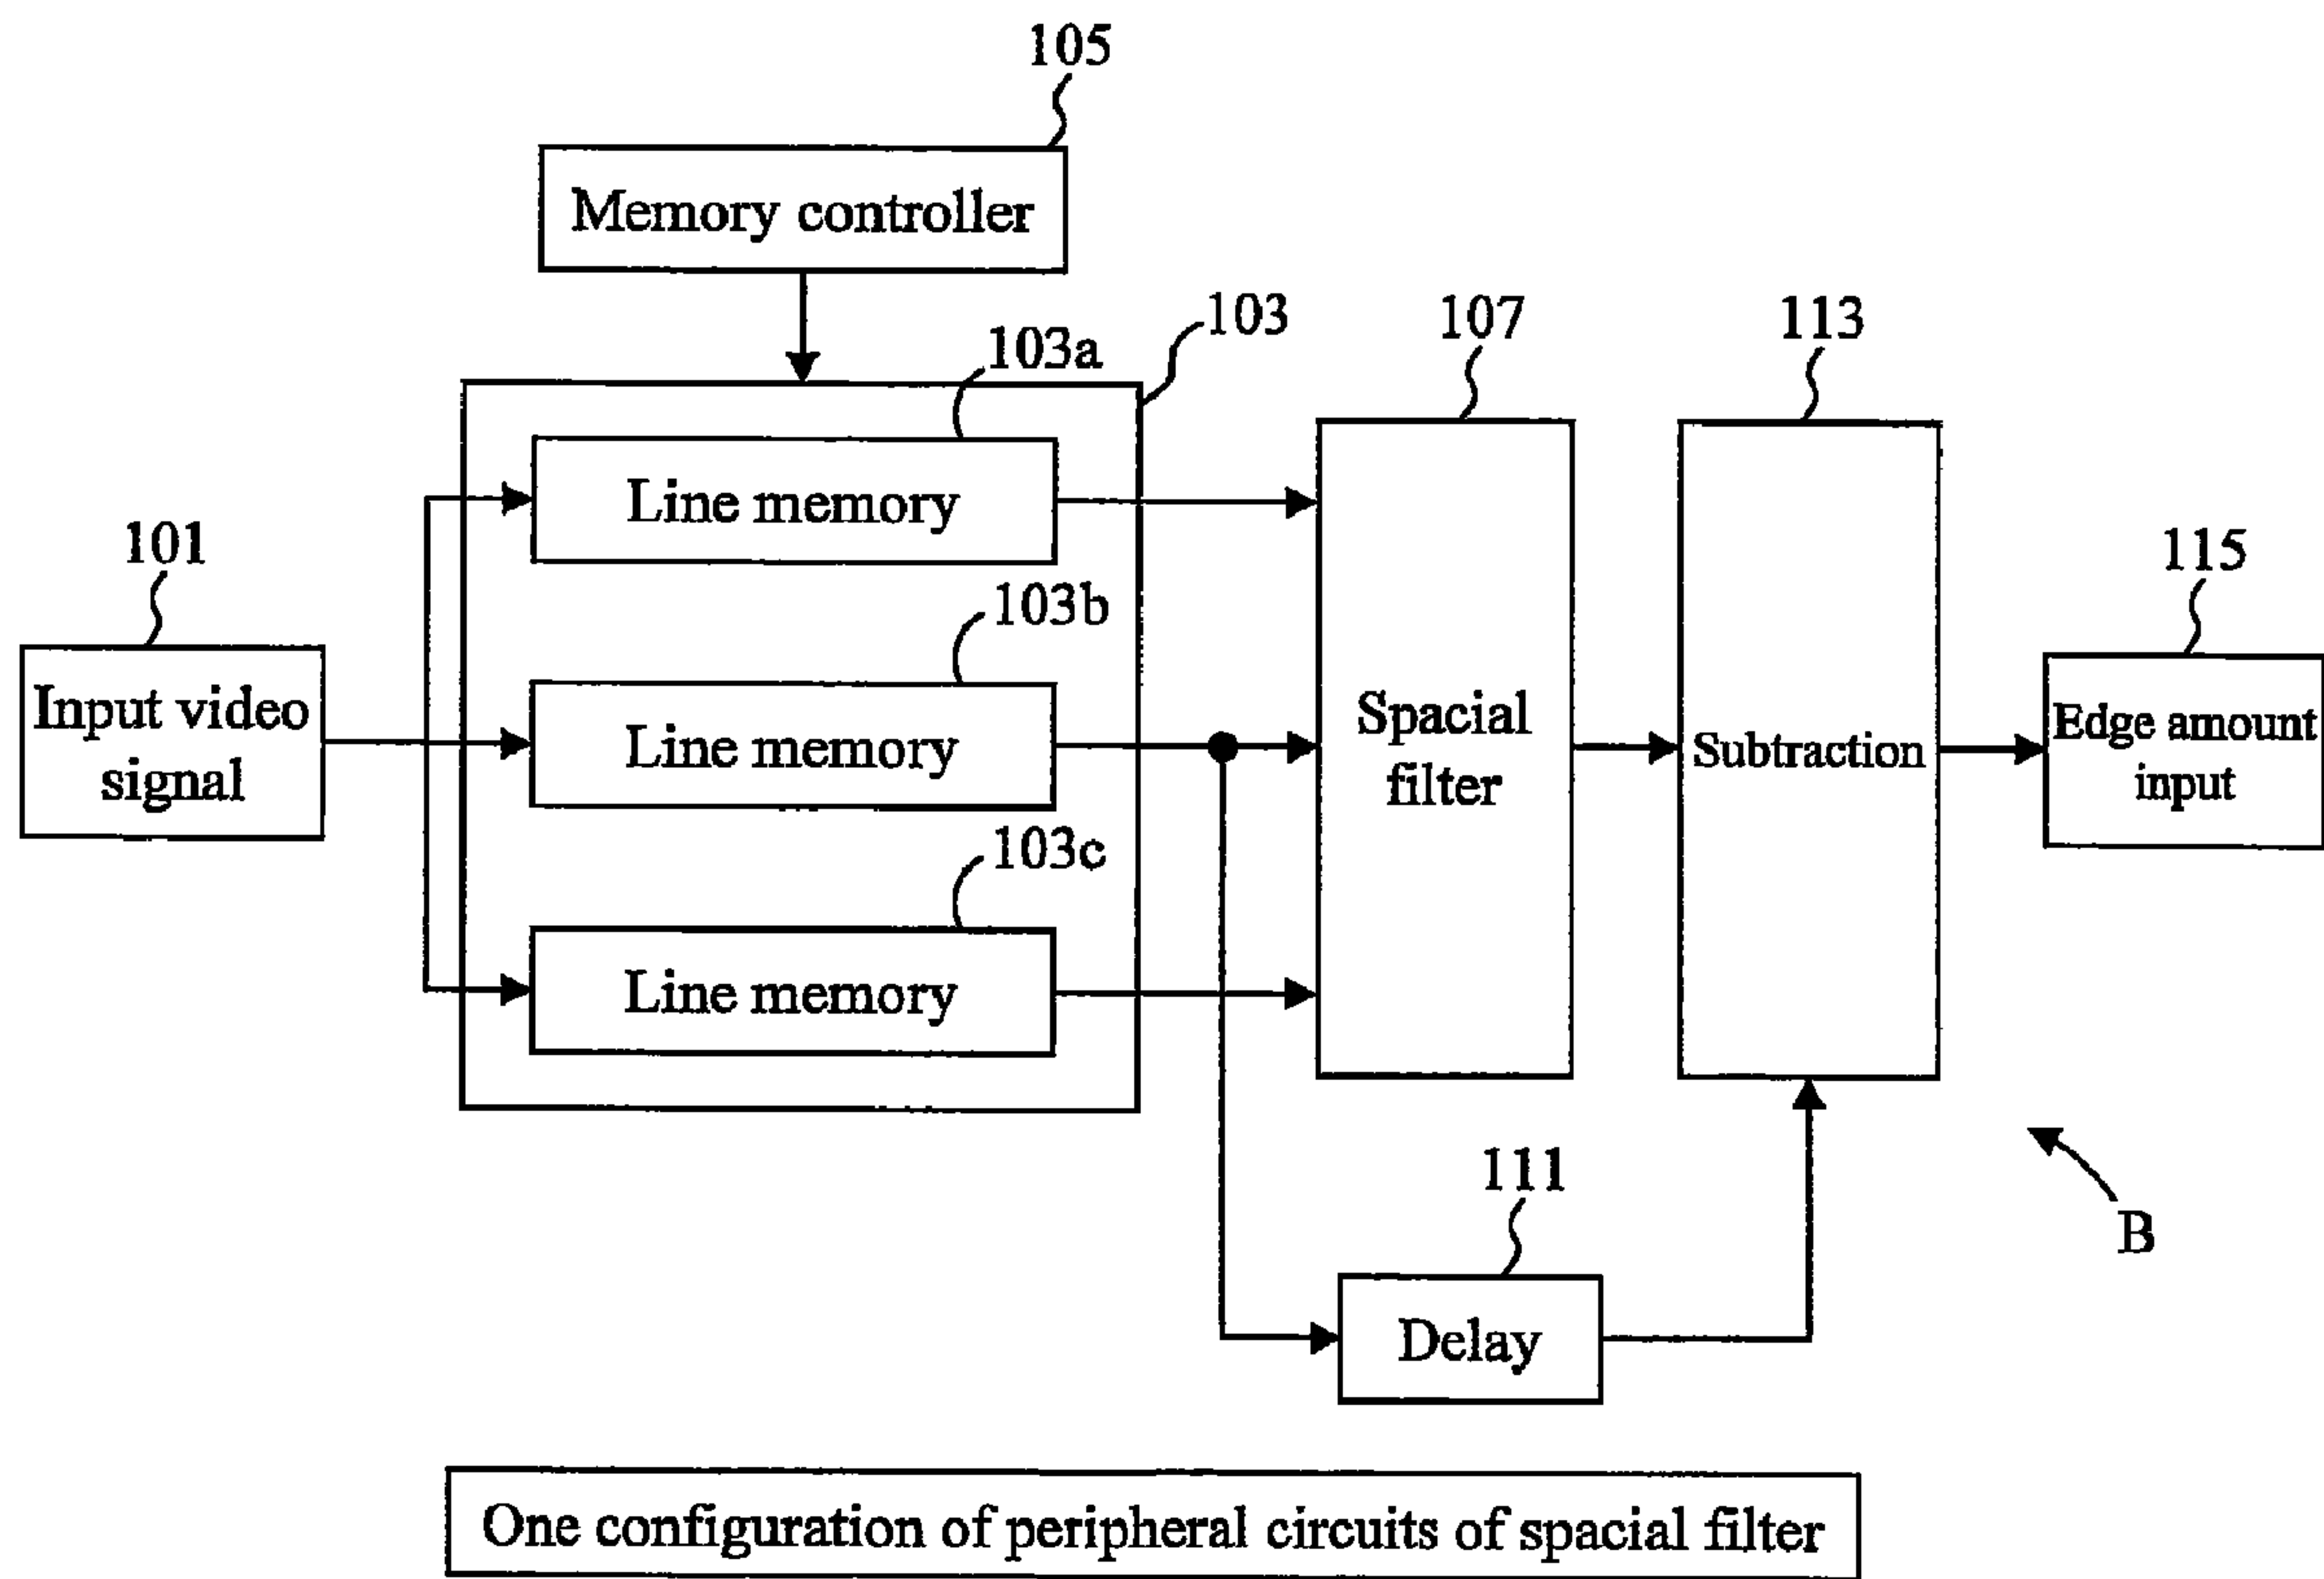 105
Memory controller
103
107
113
103a
Line memory
101
115
103b
Input video
signal
Line memory
Spacial
filter
Subtraction
Edge amount
input
103c
Line memory
111
B
Delay
One configuration of peripheral circuits of spacial filter